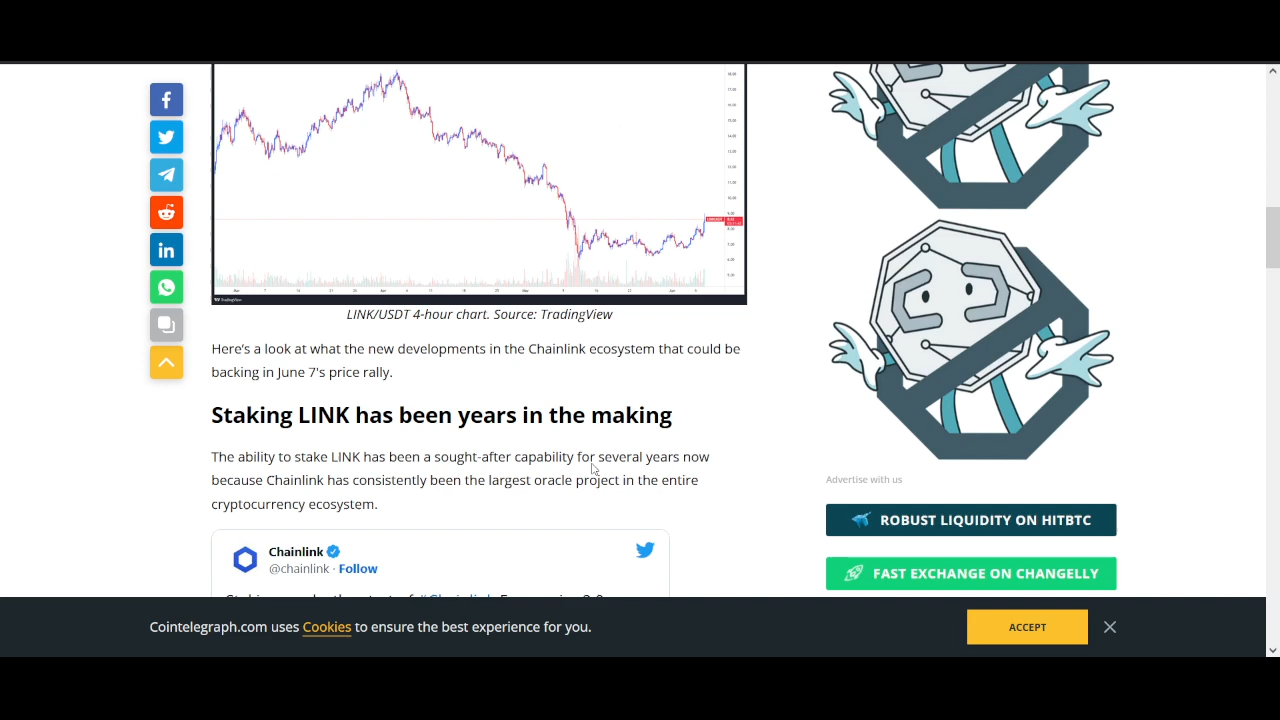 TradingView
LINK/USDT 4-hour chart. Source: TradingView
Here's a look at what the new developments in the Chainlink ecosystem that could be
backing in June 7's price rally.
Staking LINK has been years in the making
The ability to stake LINK has been a sought-after capability for several years now
because Chainlink has consistently been the largest oracle project in the entire
cryptocurrency ecosystem.
Chainlink
@chainlink · Follow
Advertise with us
ROBUST LIQUIDITY ON HITBTC
FAST EXCHANGE ON CHANGELLY
Cointelegraph.com uses Cookies to ensure the best experience for you.
ACCEPT